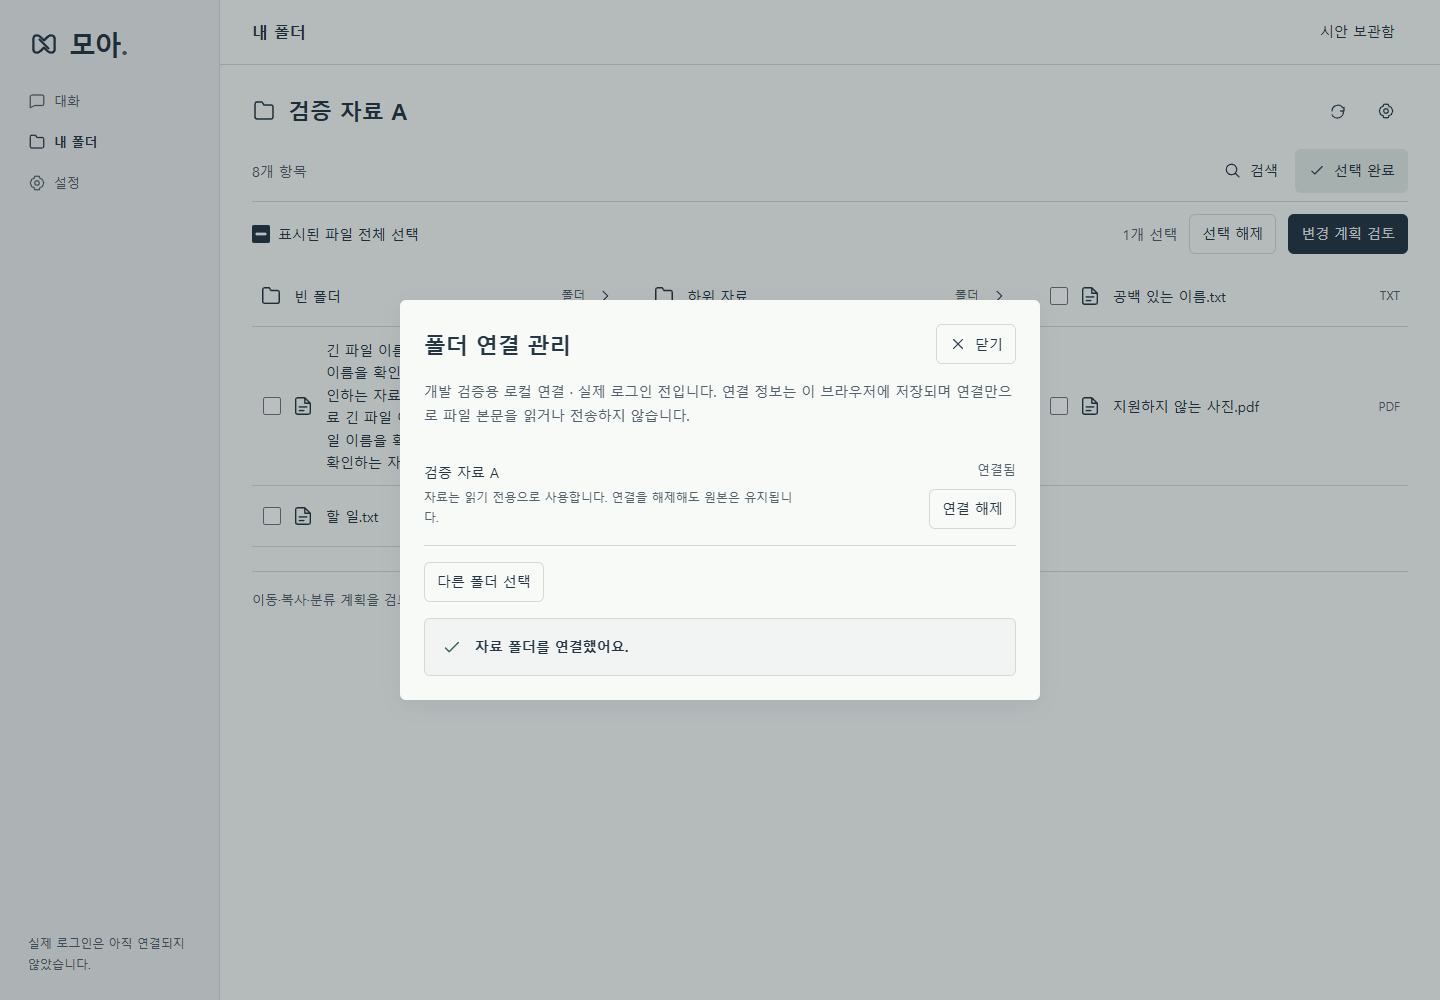 모아.
대화
내 폴더
설정
실제 로그인은 아직 연결되지
않았습니다.
내 폴더
시안 보관함
검증 자료 A
8개 항목
검색
선택 완료
표시된 파일 전체 선택
1개 선택
선택 해제
변경 계획 검토
빈 폴더
폴더
하위 자료
폴더
공백 있는 이름.txt
TXT
긴 파일 이름
이름을 확인
인하는 자료
료 긴 파일
일 이름을
확인하는
지원하지 않는 사진.pdf
PDF
할 일.txt
이동·복사·분류 계획을
폴더 연결 관리
닫기
개발 검증용 로컬 연결 · 실제 로그인 전입니다. 연결 정보는 이 브라우저에 저장되며 연결만으
로 파일 본문을 읽거나 전송하지 않습니다.
검증 자료 A
연결됨
자료는 읽기 전용으로 사용합니다. 연결을 해제해도 원본은 유지됩니
다.
연결 해제
다른 폴더 선택
자료 폴더를 연결했어요.